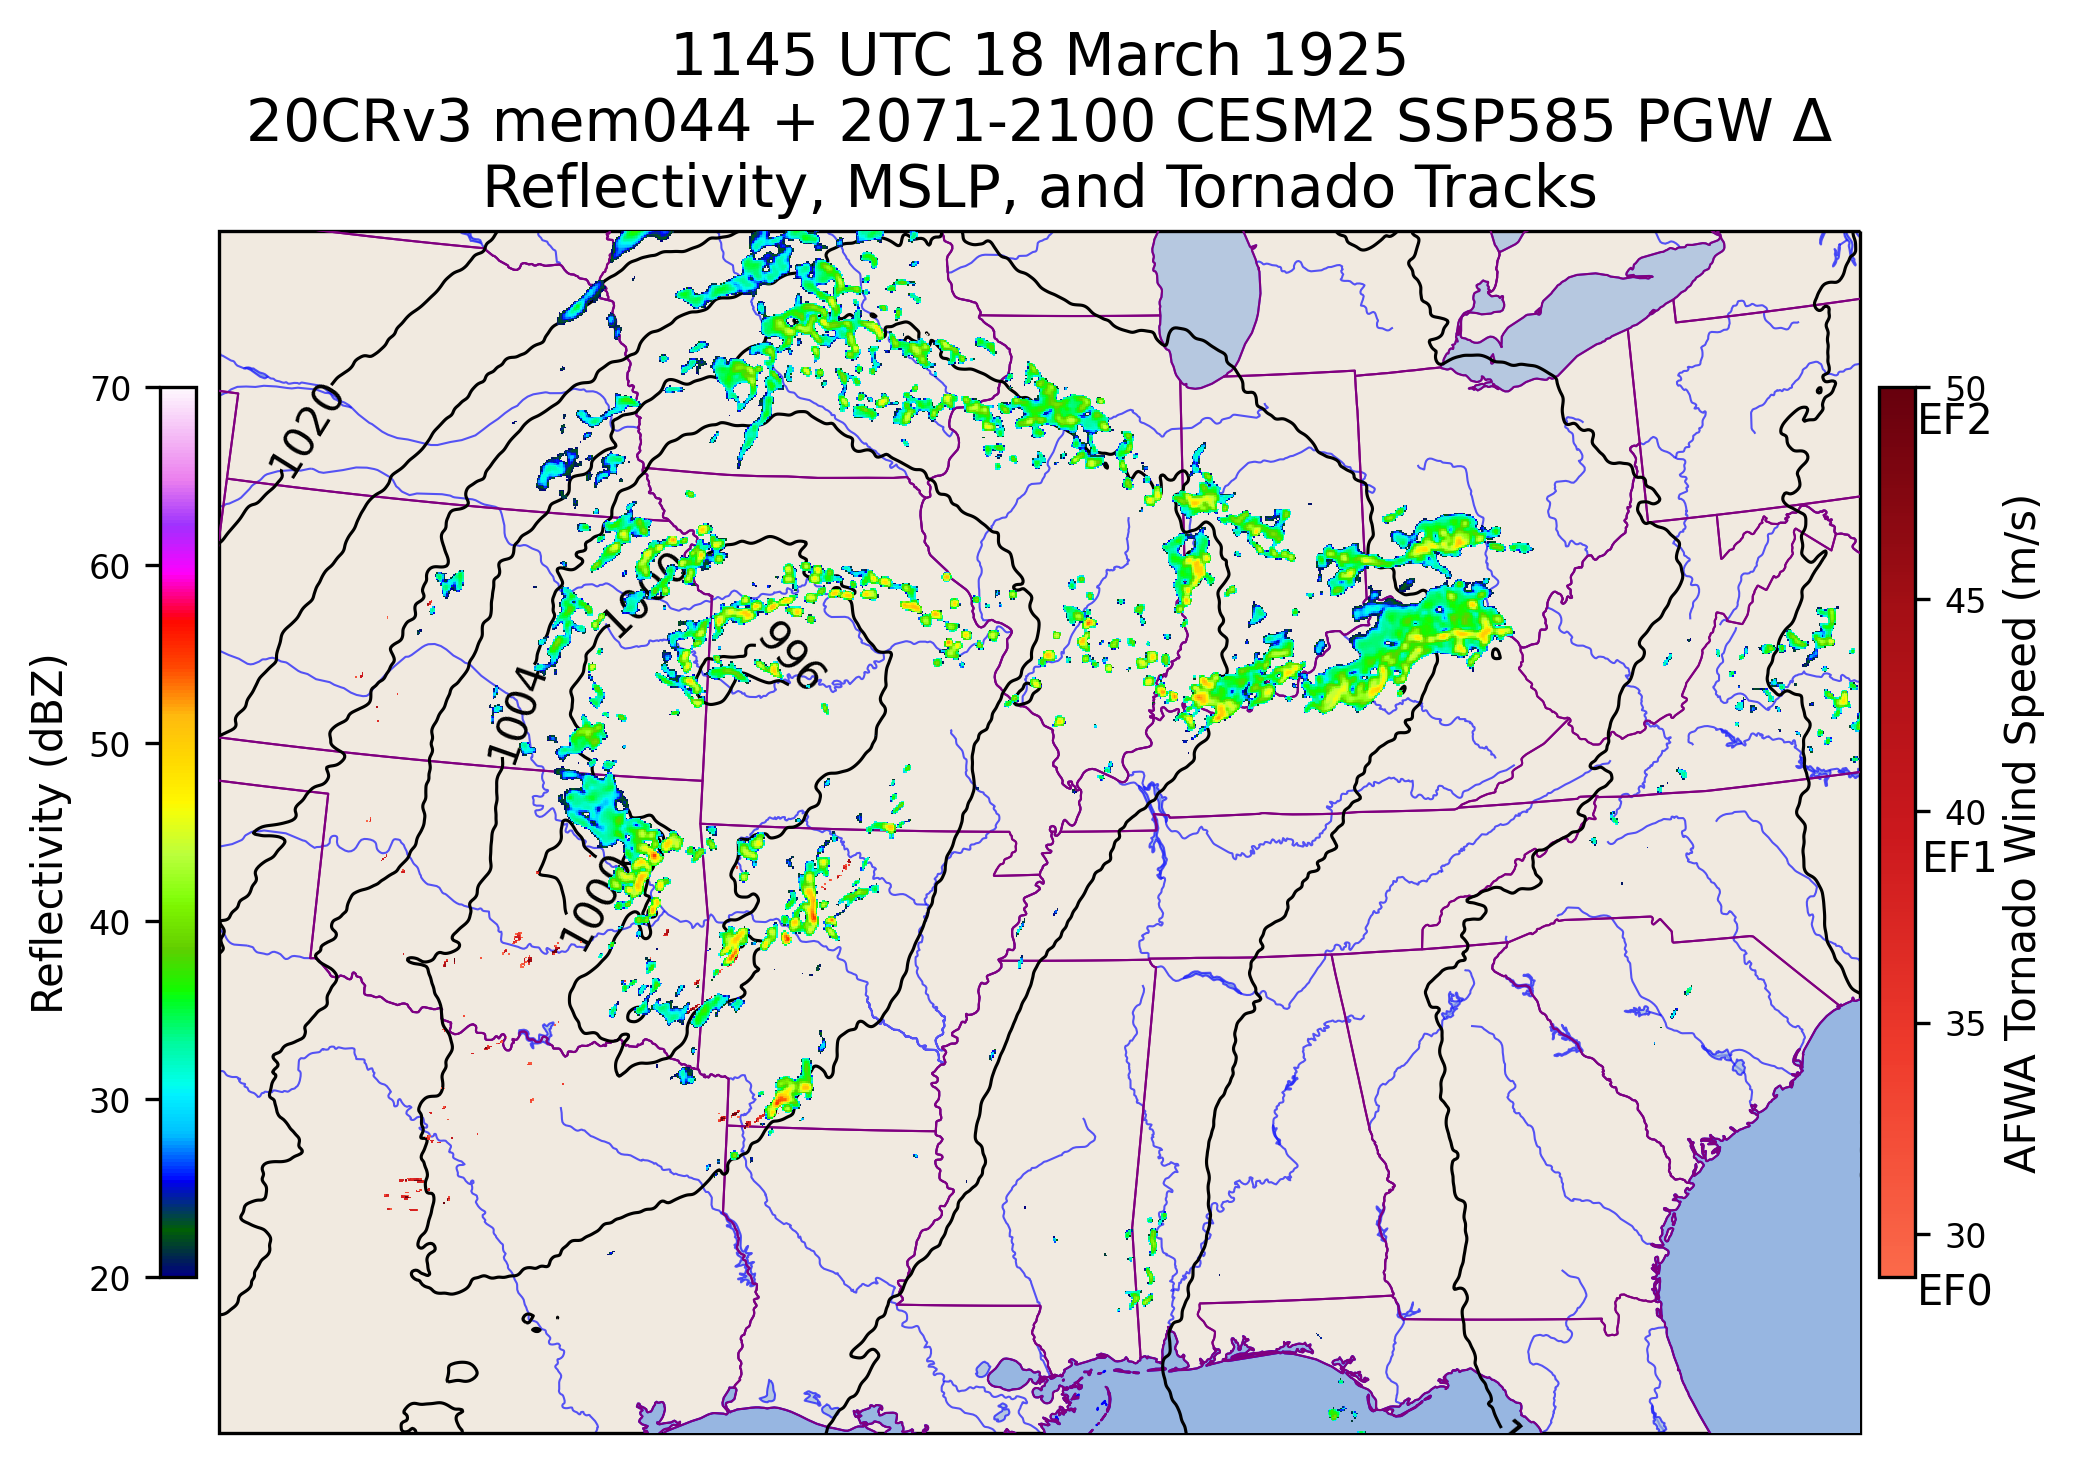 1145 UTC 18 March 1925
20CRv3 mem044 + 2071-2100 CESM2 SSP585 PGW Δ
Reflectivity, MSLP, and Tornado Tracks
70
60
50
40
30
20
Reflectivity (dBZ)
1020
1004
996
1000
50
EF2
45
40
EF1
35
30
EF0
AFWA Tornado Wind Speed (m/s)